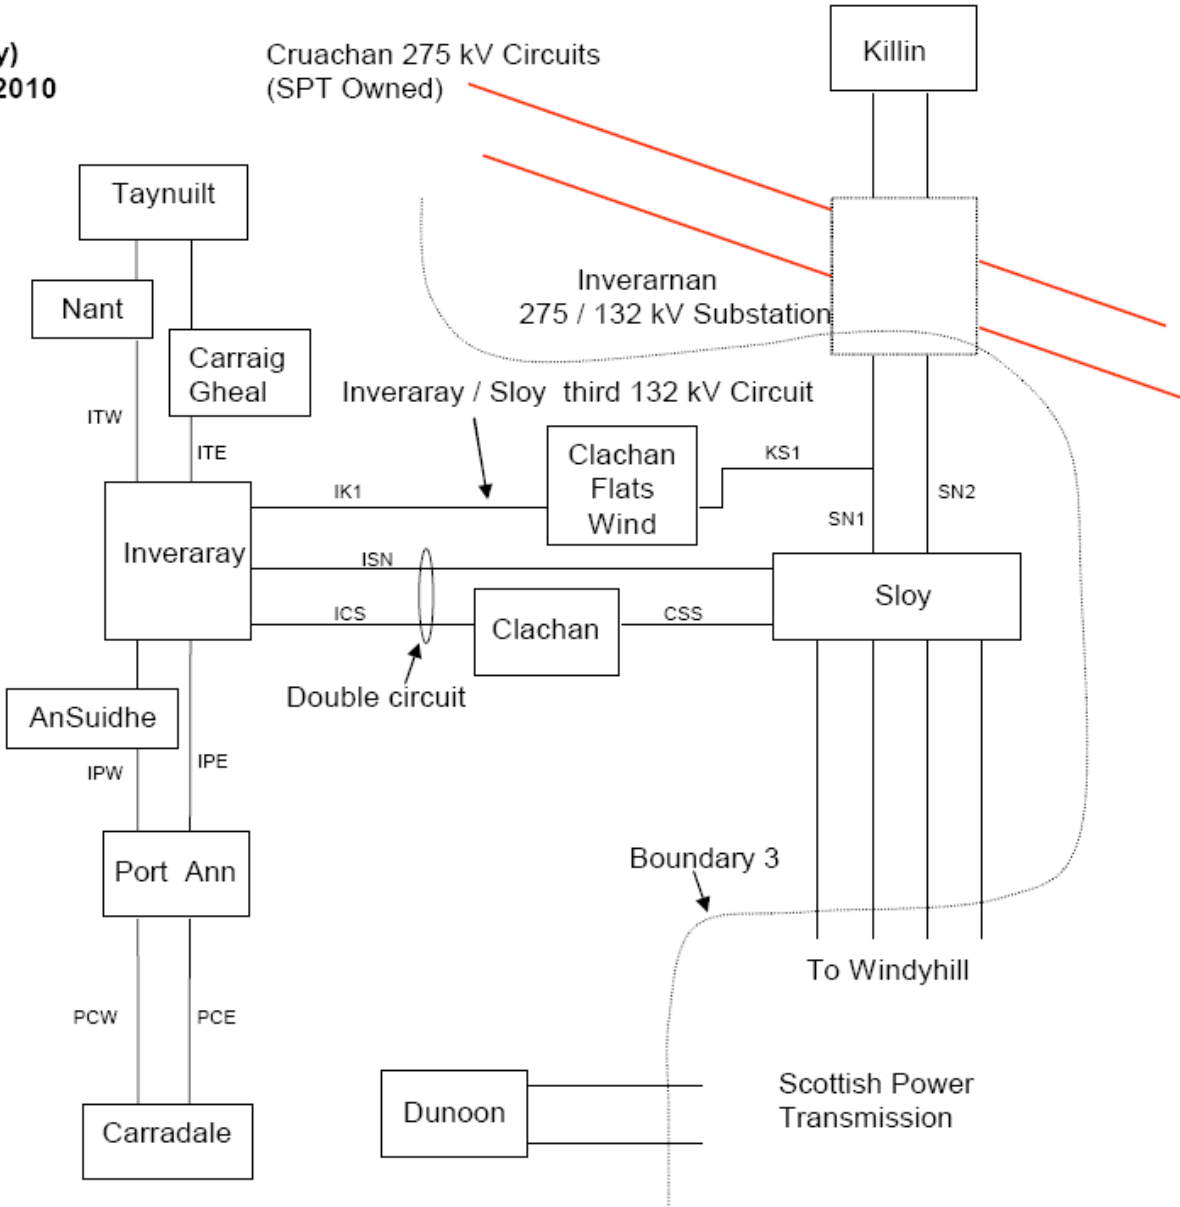 y)
2010
Cruachan 275 kV Circuits
(SPT Owned)
Killin
Taynuilt
Nant
Inverarnan
275 / 132 kV Substation
Carraig
Gheal
Inveraray / Sloy third 132 kV Circuit
ITW
ITE
Clachan
Flats
Wind
KS1
IK1
SN2
SN1
Inveraray
ISN
Sloy
ICS
Clachan
CSS
Double circuit
AnSuidhe
IPW
IPE
Port Ann
Boundary 3
To Windyhill
PCW
PCE
Dunoon
Scottish Power
Transmission
Carradale